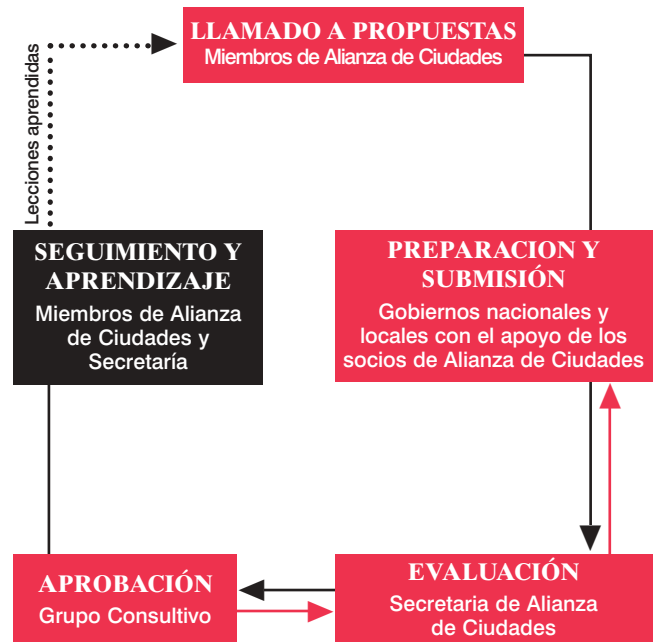 LLAMADO A PROPUESTAS
Miembros de Alianza de Ciudades
Lecciones aprendidas
SEGUIMIENTO Y
APRENDIZAJE
Miembros de Alianza
de Ciudades y
Secretaría
PREPARACION Y
SUBMISIÓN
Gobiernos nacionales y
locales con el apoyo de los
socios de Alianza de Ciudades
APROBACIÓN
Grupo Consultivo
EVALUACIÓN
Secretaria de Alianza
de Ciudades